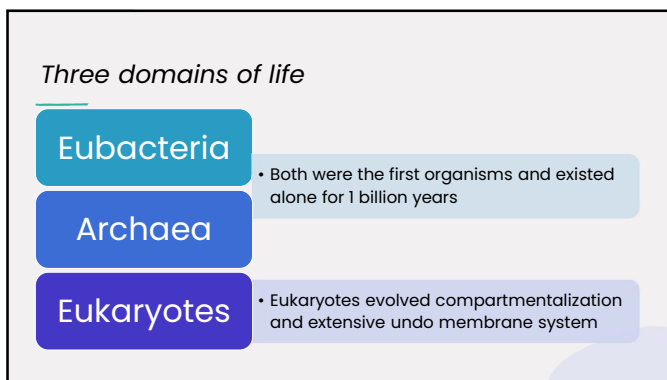 Three domains of life
Eubacteria
• Both were the first organisms and existed
alone for 1 billion years
Archaea
Eukaryotes
• Eukaryotes evolved compartmentalization
and extensive undo membrane system